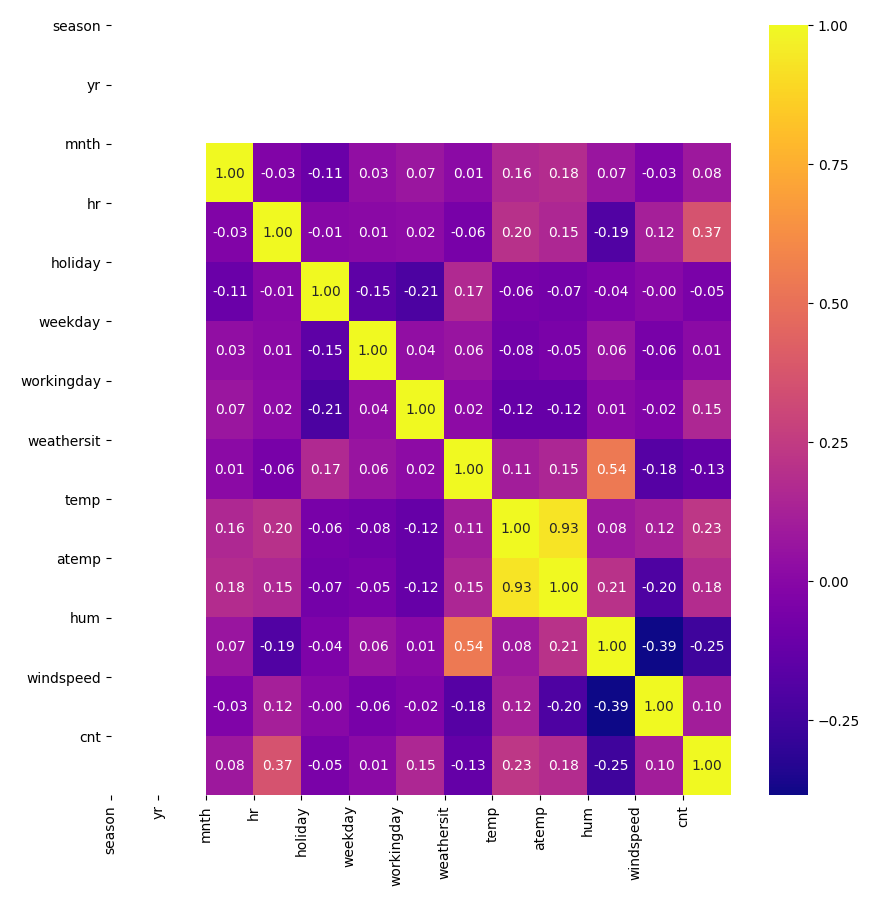 season
yr
mnth 1.00 -0.03 -0.11 0.03 0.07 0.01 0.16 0.18 0.07 -0.03 0.08
hr -0.03 1.00 -0.01 0.01 0.02 -0.06 0.20 0.15 -0.19 0.12 0.37
holiday -0.11 -0.01 1.00 -0.15 -0.21 0.17 -0.06 -0.07 -0.04 -0.00 -0.05
weekday 0.03 0.01 -0.15 1.00 0.04 0.06 -0.08 -0.05 0.06 -0.06 0.01
workingday 0.07 0.02 -0.21 0.04 1.00 0.02 -0.12 -0.12 0.01 -0.02 0.15
weathersit 0.01 -0.06 0.17 0.06 0.02 1.00 0.11 0.15 0.54 -0.18 -0.13
temp 0.16 0.20 -0.06 -0.08 -0.12 0.11 1.00 0.93 0.08 0.12 0.23
atemp 0.18 0.15 -0.07 -0.05 -0.12 0.15 0.93 1.00 0.21 -0.20 0.18
hum 0.07 -0.19 -0.04 0.06 0.01 0.54 0.08 0.21 1.00 -0.39 -0.25
windspeed -0.03 0.12 -0.00 -0.06 -0.02 -0.18 0.12 -0.20 -0.39 1.00 0.10
cnt 0.08 0.37 -0.05 0.01 0.15 -0.13 0.23 0.18 -0.25 0.10 1.00
season yr mnth hr holiday weekday workingday weathersit temp atemp hum windspeed cnt
1.00
0.75
0.50
0.25
0.00
−0.25